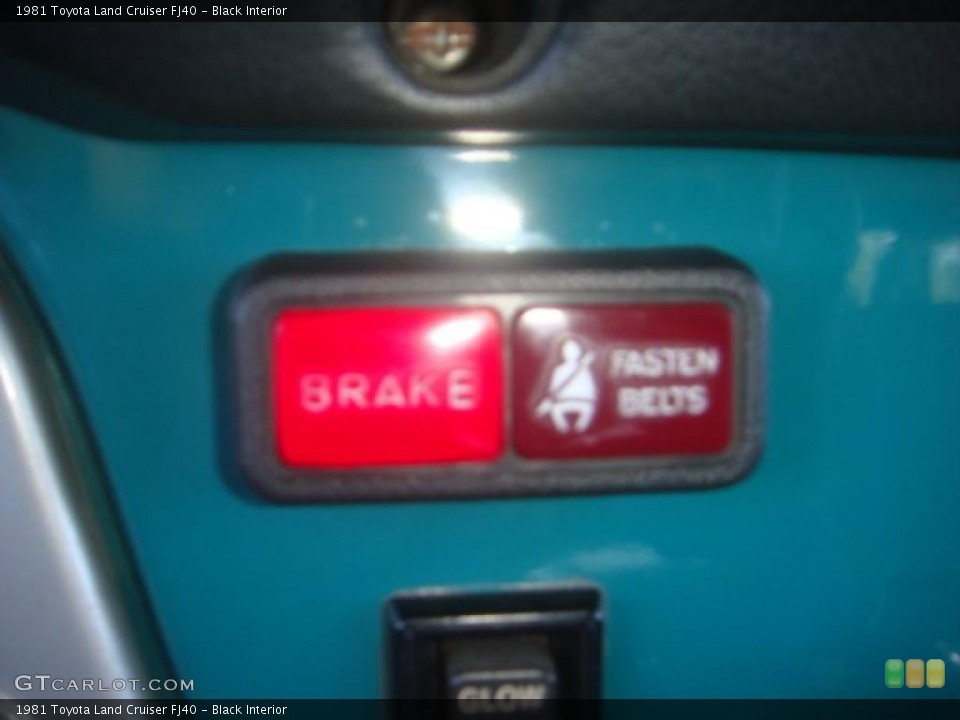 1981 Toyota Land Cruiser FJ40 – Black Interior
BRAKE
FASTEN
BELTS
GLOW
GTCARLOT.COM
1981 Toyota Land Cruiser FJ40 – Black Interior